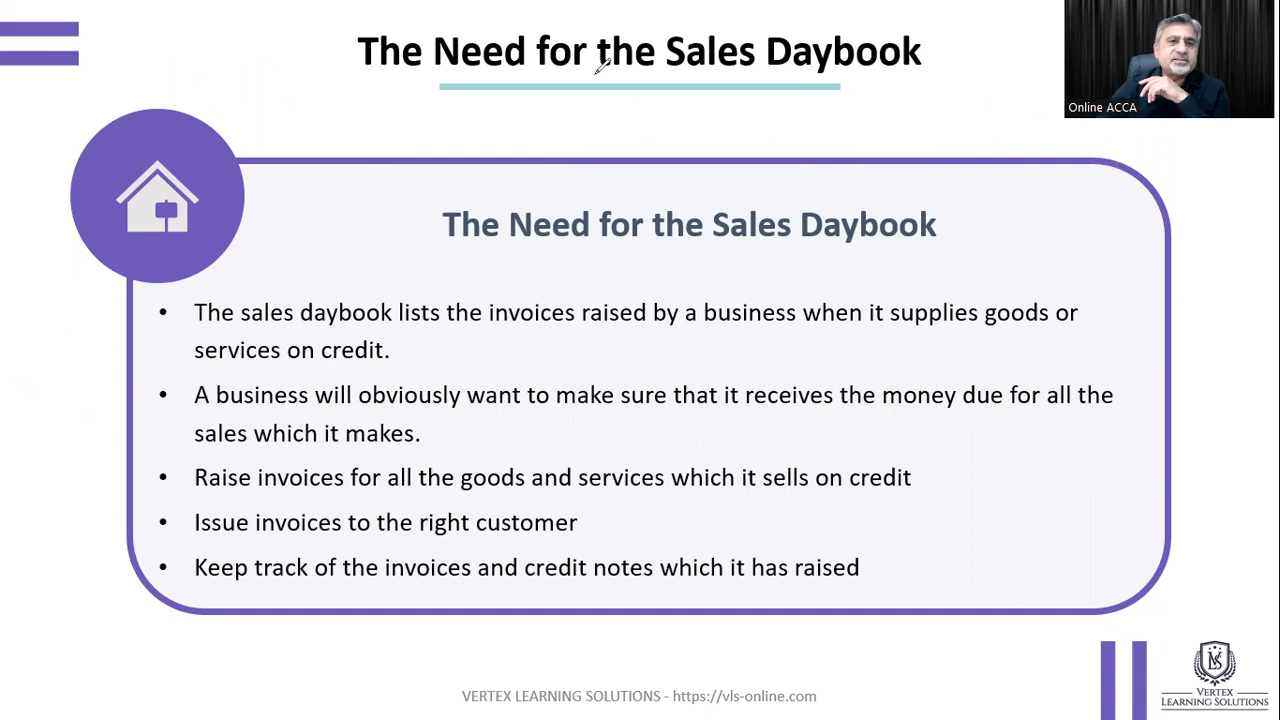 The Need for the Sales Daybook
Online ACCA
The Need for the Sales Daybook
• The sales daybook lists the invoices raised by a business when it supplies goods or
services on credit.
• A business will obviously want to make sure that it receives the money due for all the
sales which it makes.
• Raise invoices for all the goods and services which it sells on credit
• Issue invoices to the right customer
• Keep track of the invoices and credit notes which it has raised
VERTEX LEARNING SOLUTIONS - https://vls-online.com
VERTEX
LEARNING SOLUTIONS